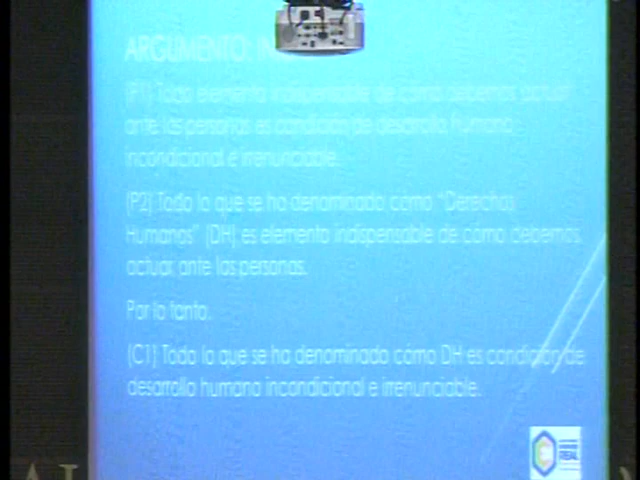 ARGUMENTO:
(P1) Todo elemento indispensable de cómo debemos actuar
ante las personas es condición de desarrollo humano
incondicional e irrenunciable.
(P2) Todo lo que se ha denominado como "Derechos
Humanos" (DH) es elemento indispensable de cómo debemos
actuar ante las personas.
Por lo tanto,
(C1) Todo lo que se ha denominado como DH es condición de
desarrollo humano incondicional e irrenunciable.